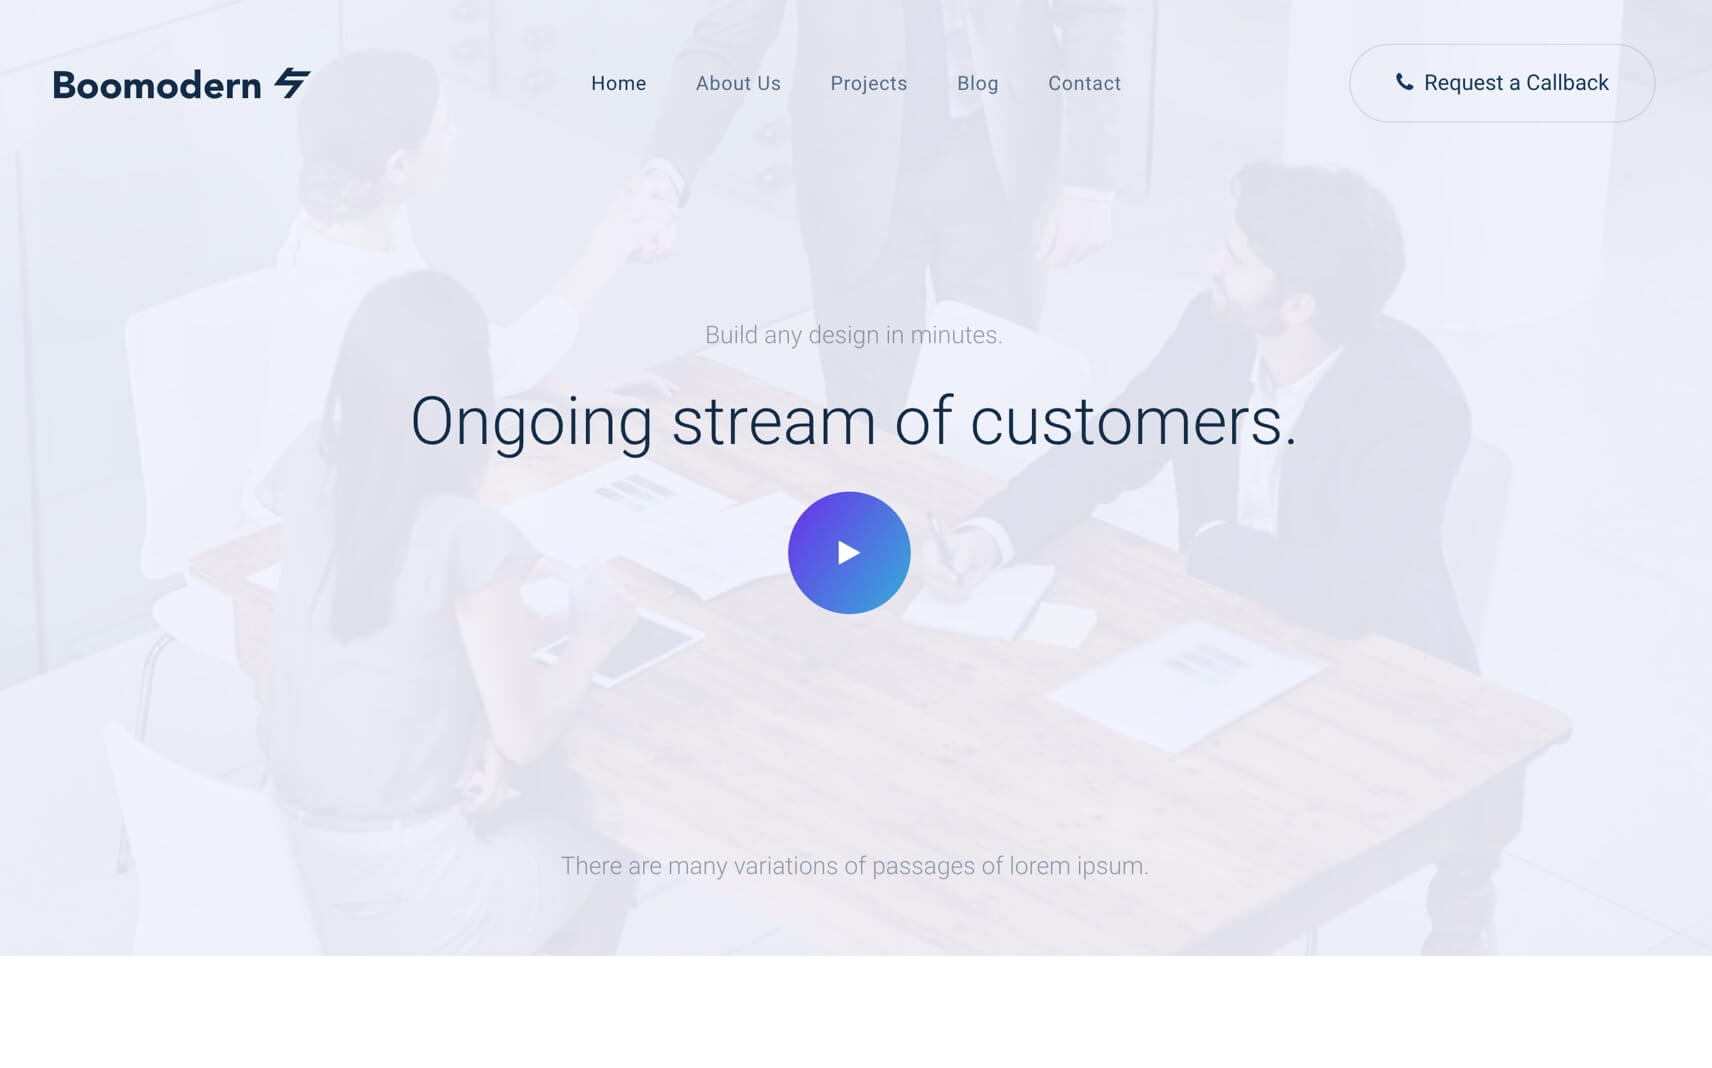 Boomodern
Home
About Us
Projects
Blog
Contact
Request a Callback
Build any design in minutes.
Ongoing stream of customers.
There are many variations of passages of lorem ipsum.